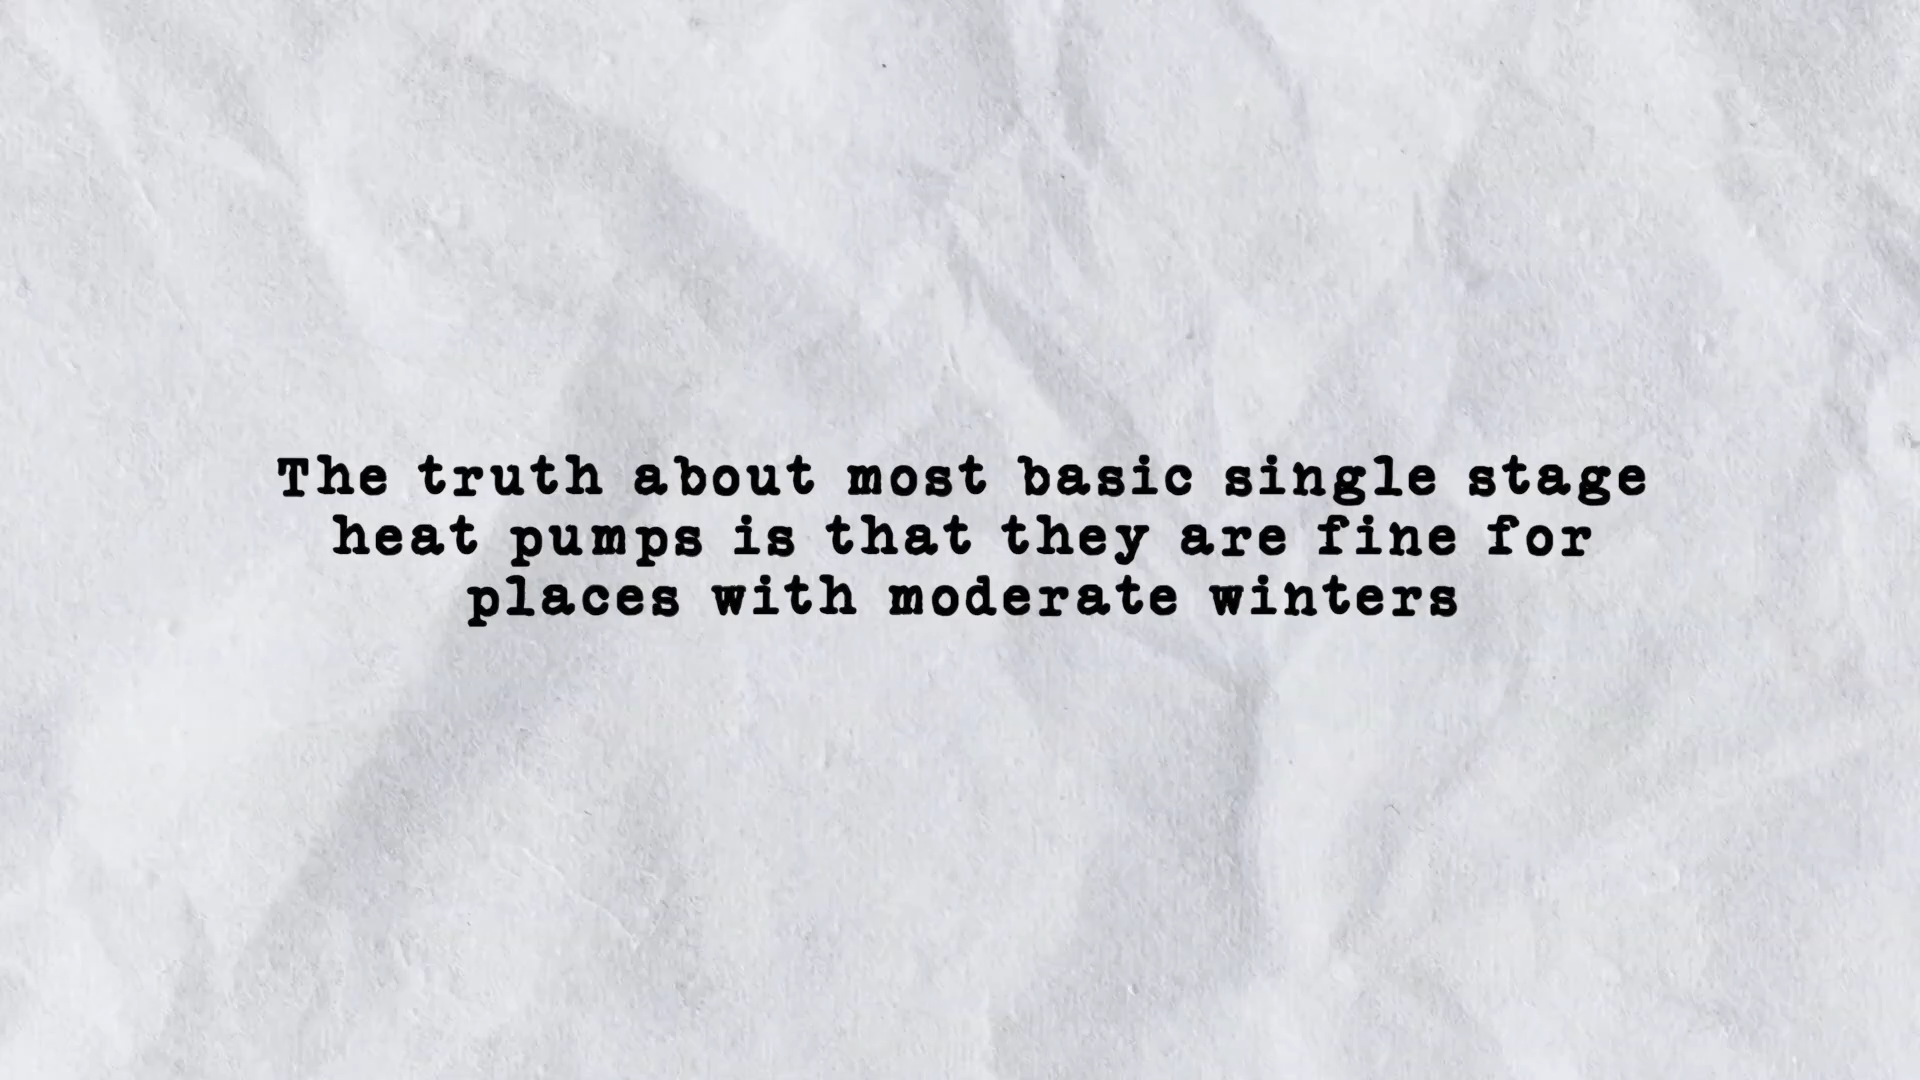 The truth about most basic single stage
heat pumps is that they are fine for
places with moderate winters